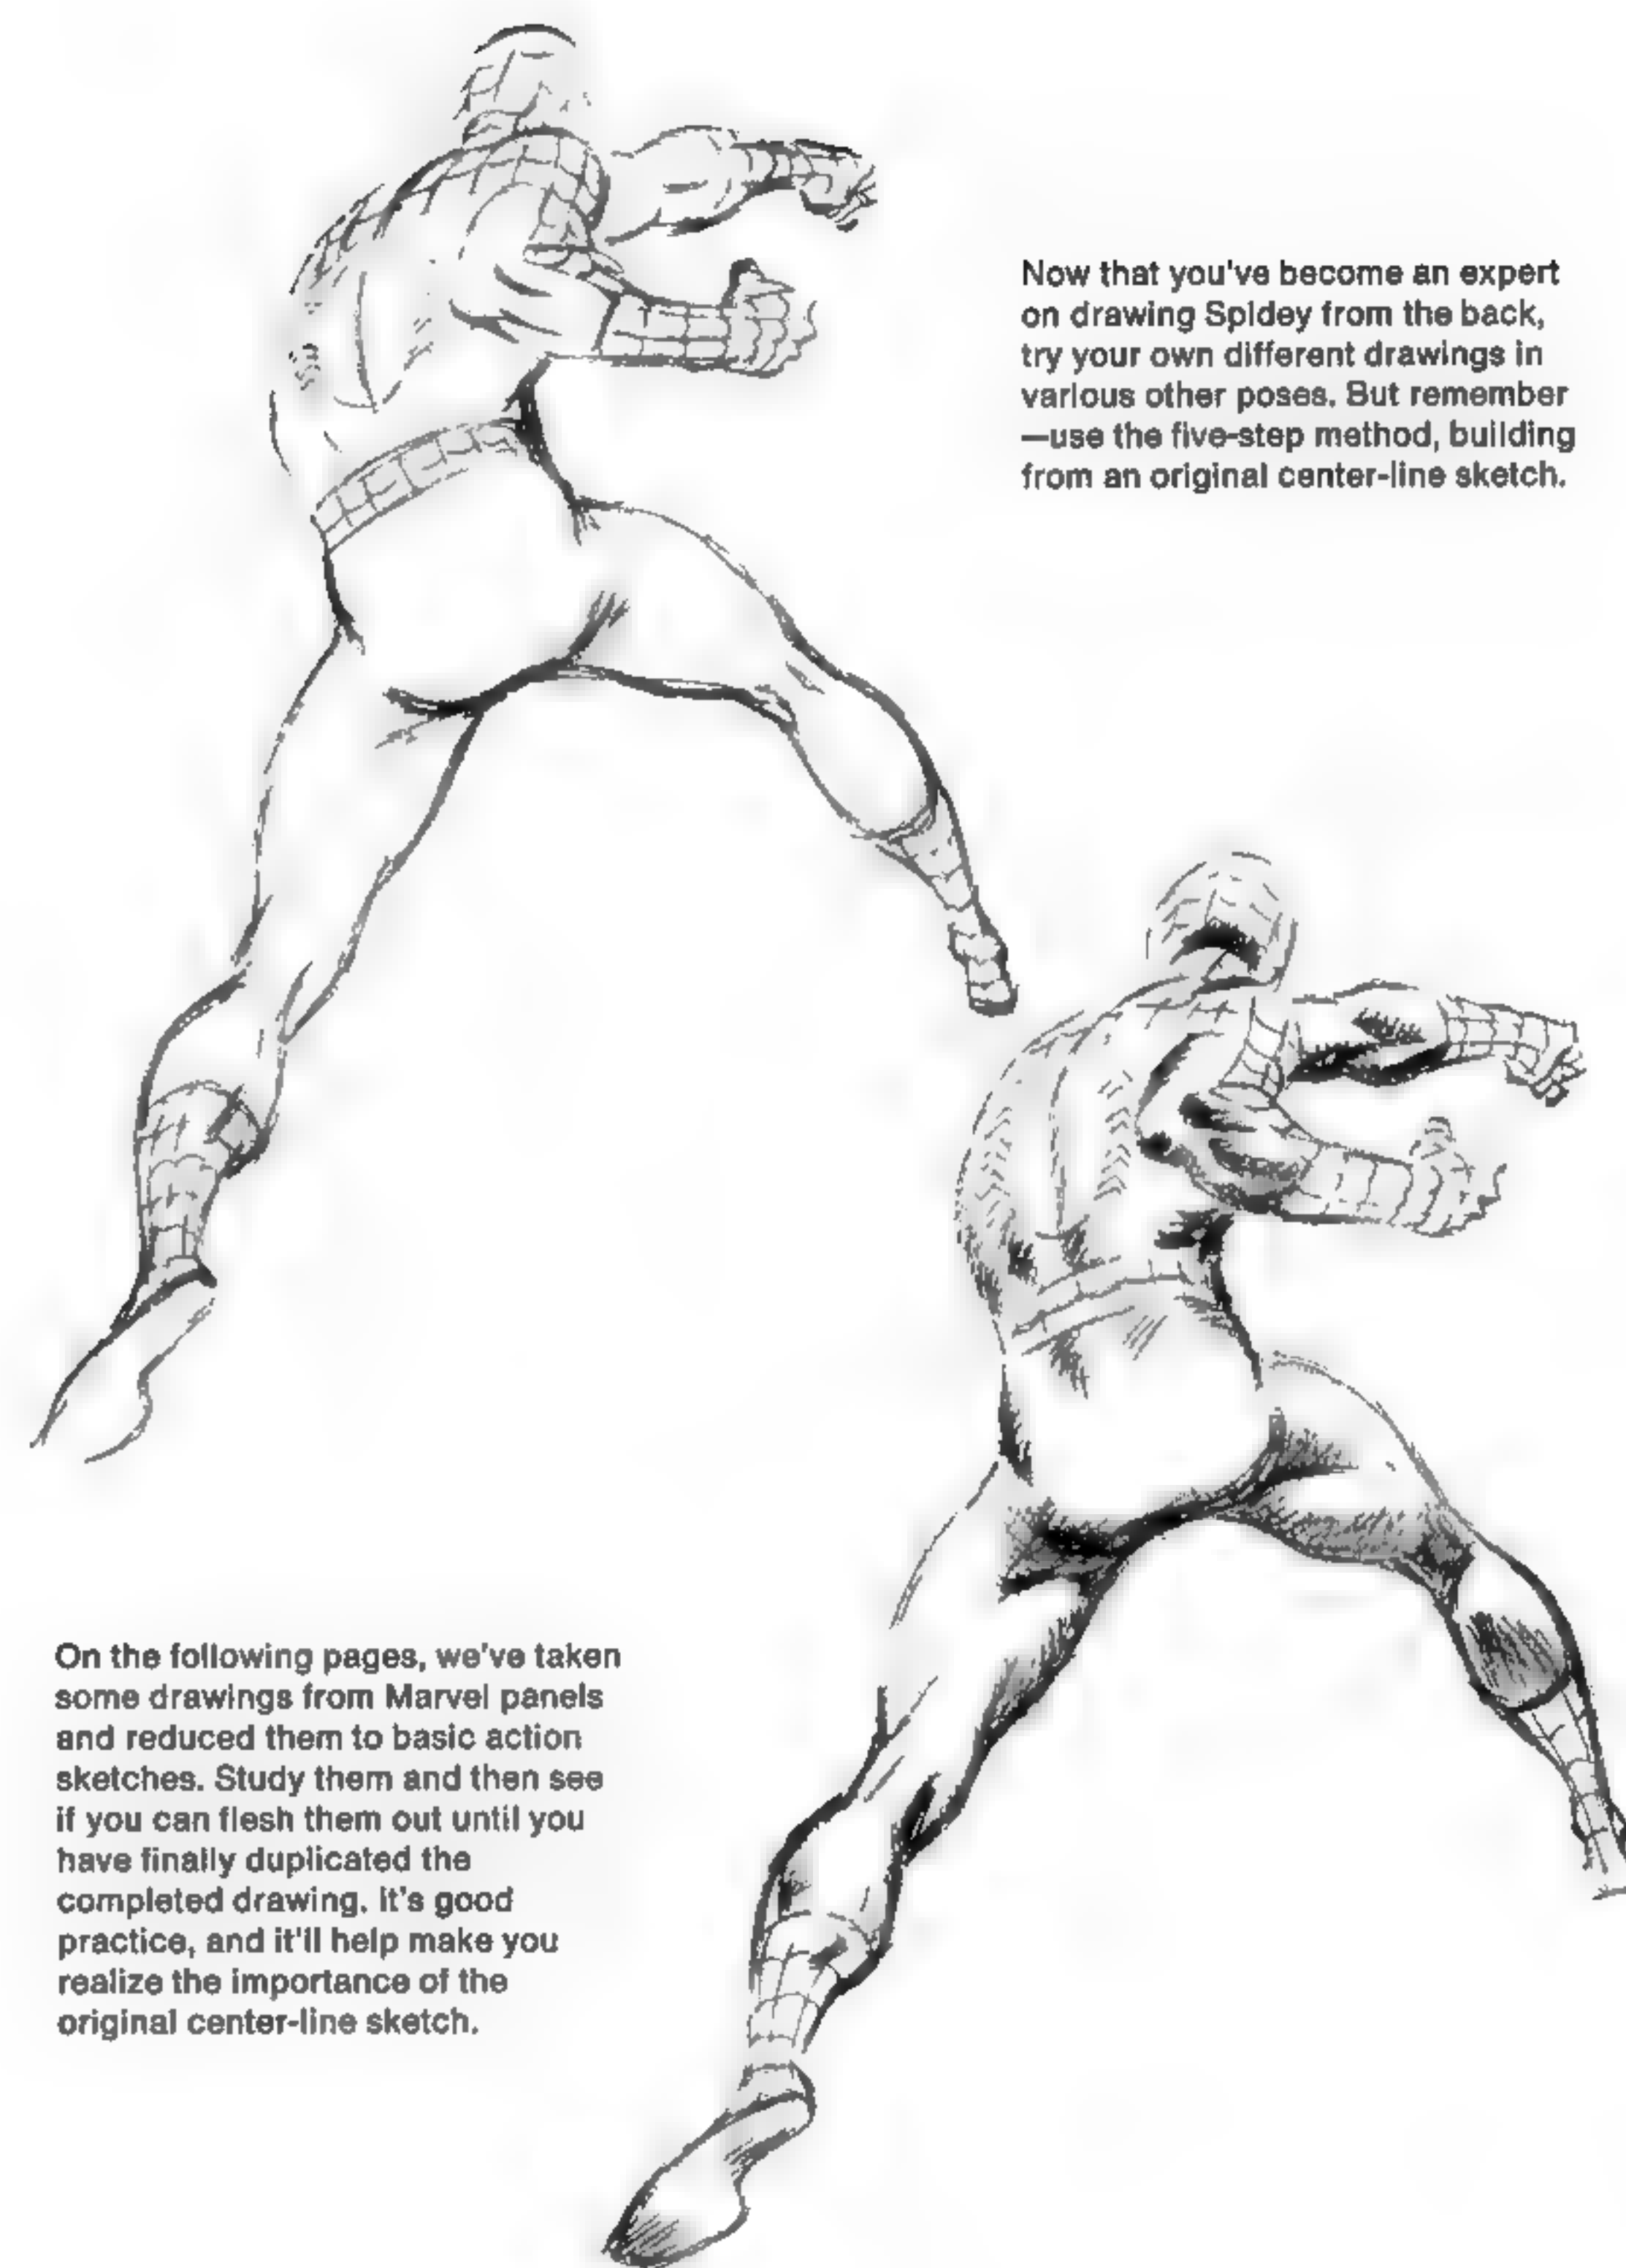 Now that you've become an expert
on drawing Spidey from the back,
try your own different drawings in
various other poses. But remember
—use the five-step method, building
from an original center-line sketch.
On the following pages, we've taken
some drawings from Marvel panels
and reduced them to basic action
sketches. Study them and then see
if you can flesh them out until you
have finally duplicated the
completed drawing. It's good
practice, and it'll help make you
realize the importance of the
original center-line sketch.